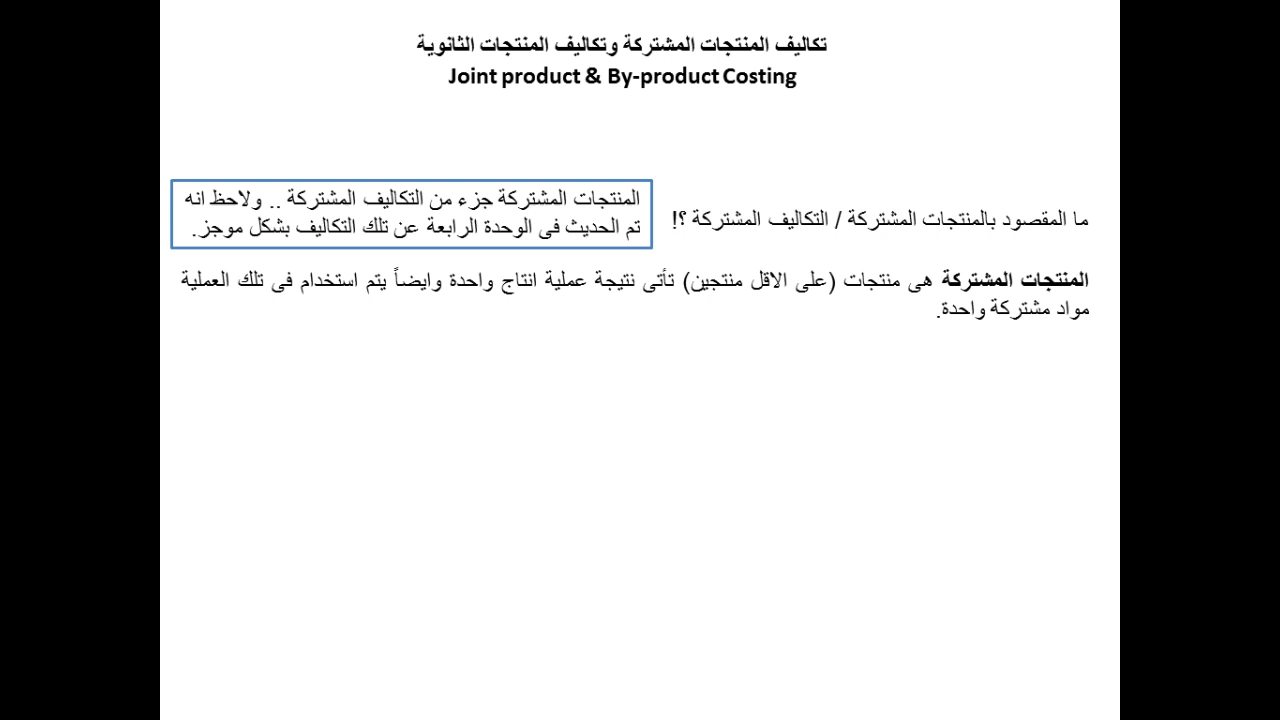 تكاليف المنتجات المشتركة وتكاليف المنتجات الثانوية
Joint product & By-product Costing
ما المقصود بالمنتجات المشتركة / التكاليف المشتركة ؟!
المنتجات المشتركة جزء من التكاليف المشتركة .. ولاحظ انه
تم الحديث فى الوحدة الرابعة عن تلك التكاليف بشكل موجز.
المنتجات المشتركة هى منتجات (على الاقل منتجين) تأتى نتيجة عملية انتاج واحدة وايضاً يتم استخدام فى تلك العملية
مواد مشتركة واحدة.